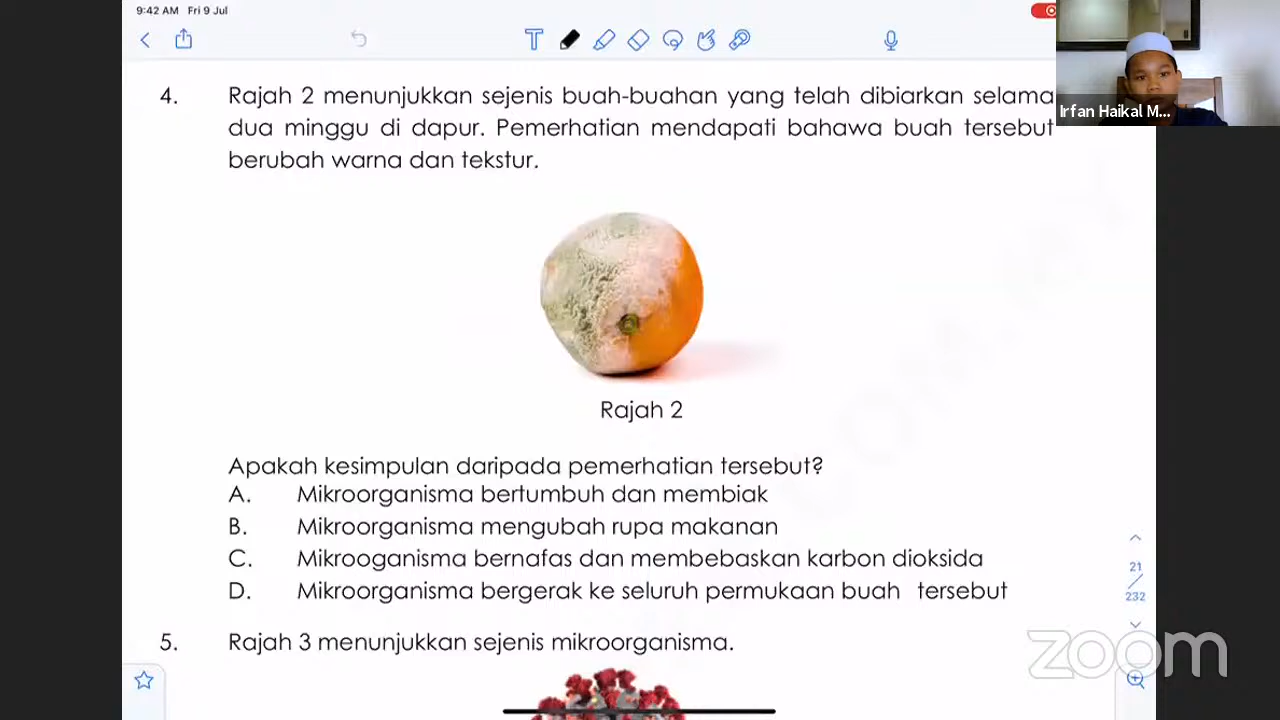 9:42 AM Fri 9 Jul
Irfan Haikal M...
4. Rajah 2 menunjukkan sejenis buah-buahan yang telah dibiarkan selama
dua minggu di dapur. Pemerhatian mendapati bahawa buah tersebut
berubah warna dan tekstur.
Rajah 2
Apakah kesimpulan daripada pemerhatian tersebut?
A. Mikroorganisma bertumbuh dan membiak
B. Mikroorganisma mengubah rupa makanan
C. Mikrooganisma bernafas dan membebaskan karbon dioksida
D. Mikroorganisma bergerak ke seluruh permukaan buah tersebut
21
/
232
5. Rajah 3 menunjukkan sejenis mikroorganisma.
zoom